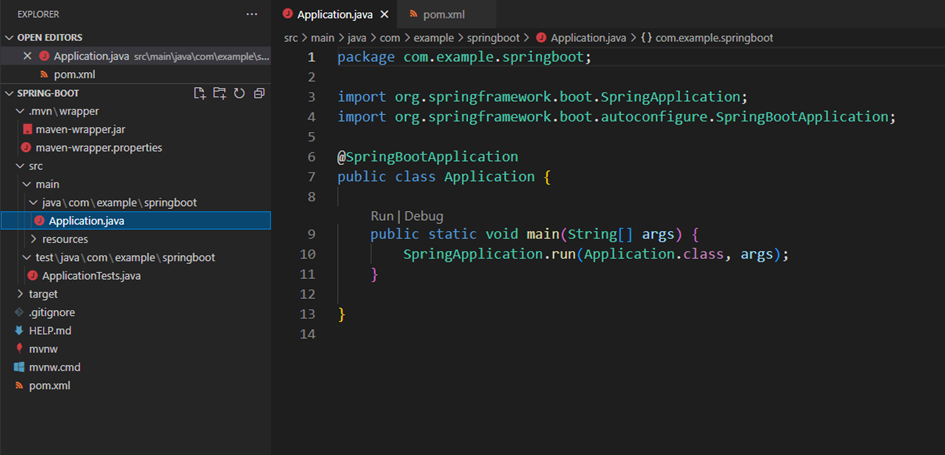 EXPLORER
···
OPEN EDITORS
Application.java src\main\java\com\example\s...
pom.xml
SPRING-BOOT
.mvn\wrapper
maven-wrapper.jar
maven-wrapper.properties
src
main
java\com\example\springboot
Application.java
resources
test\java\com\example\springboot
ApplicationTests.java
target
.gitignore
HELP.md
mvnw
mvnw.cmd
pom.xml
Application.java
pom.xml
src > main > java > com > example > springboot > Application.java > {} com.example.springboot
1 package com.example.springboot;
2
3 import org.springframework.boot.SpringApplication;
4 import org.springframework.boot.autoconfigure.SpringBootApplication;
5
6 @SpringBootApplication
7 public class Application {
8
Run | Debug
9 public static void main(String[] args) {
10 SpringApplication.run(Application.class, args);
11 }
12
13 }
14